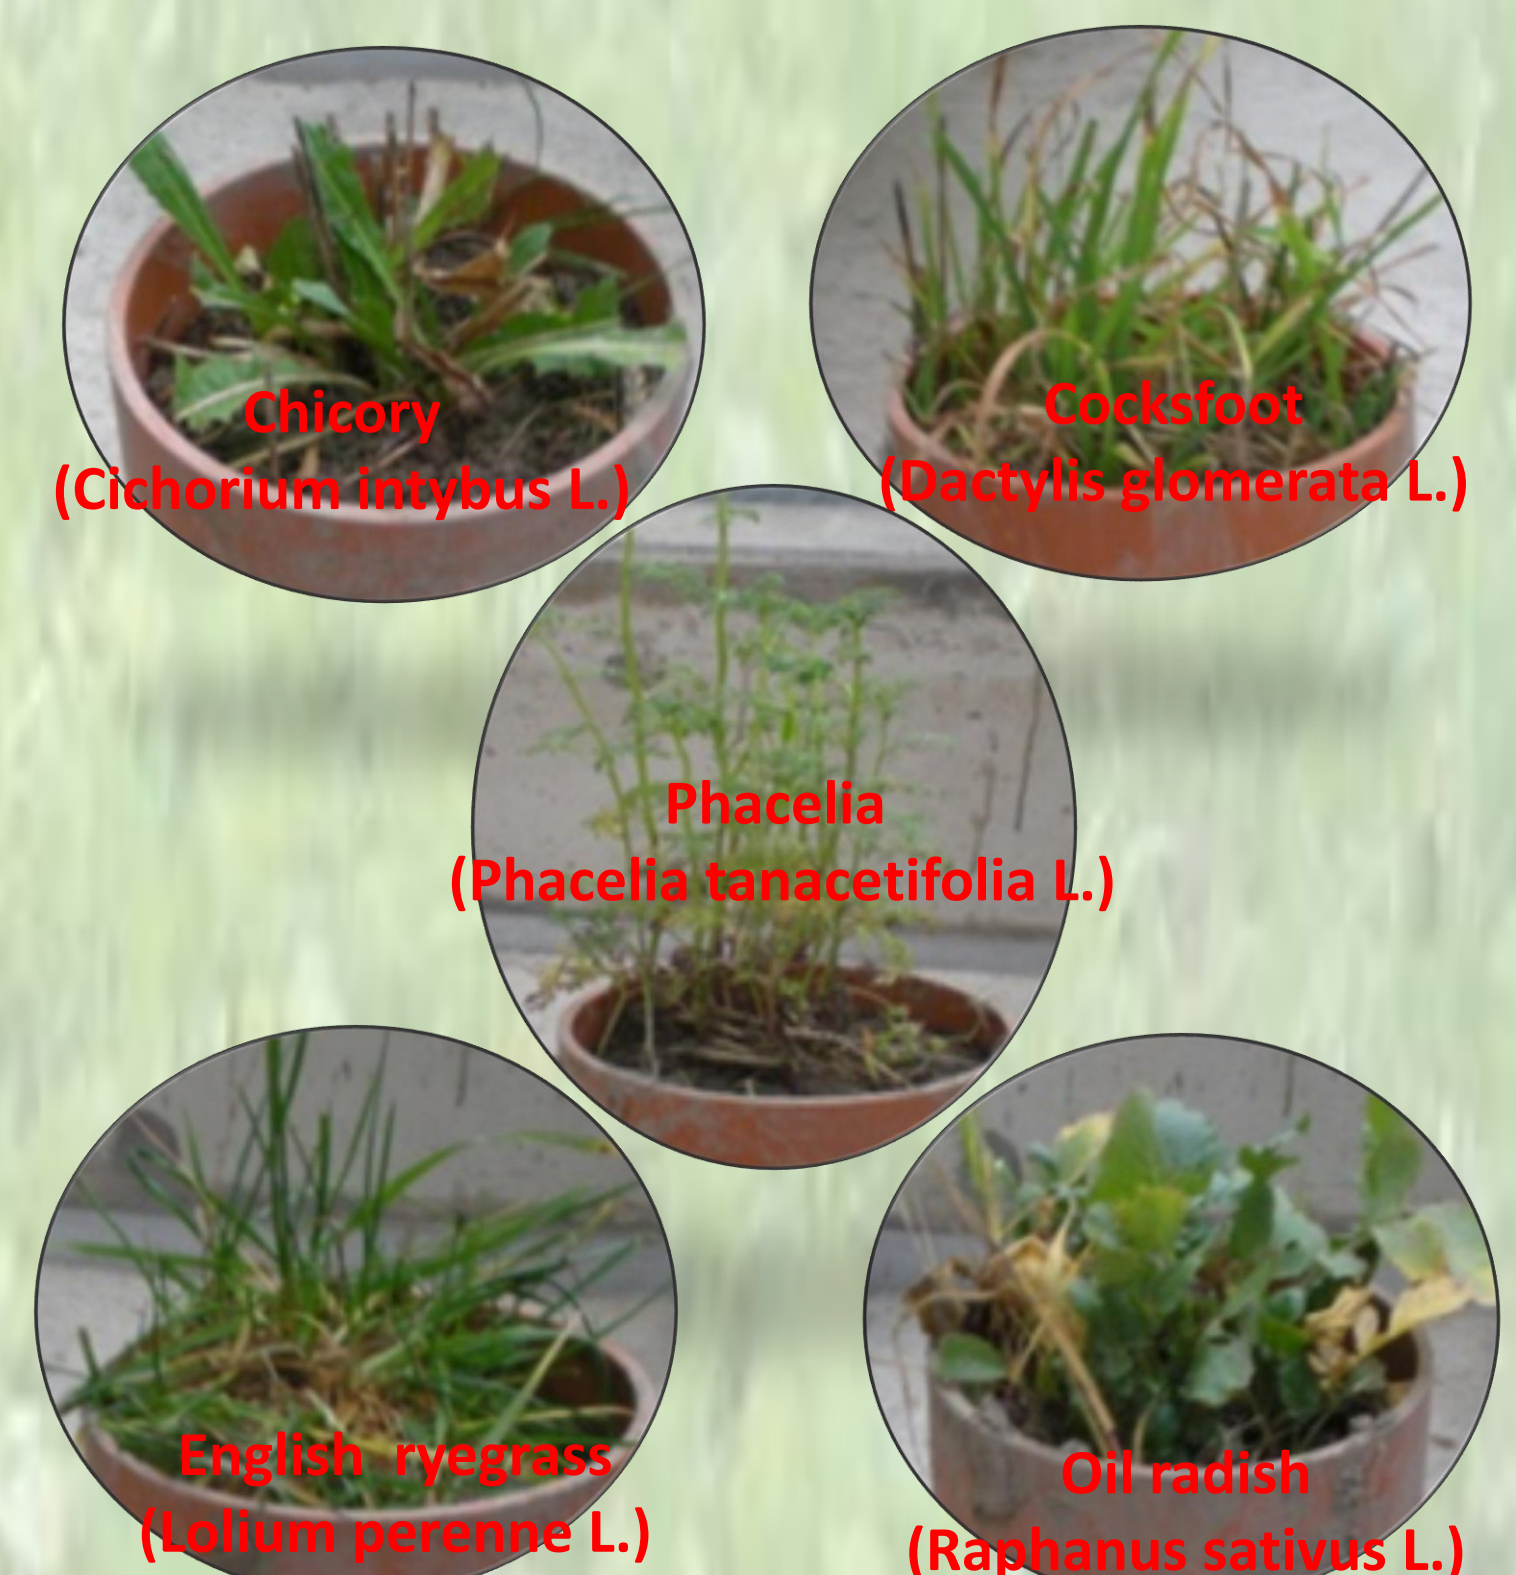 Chicory
(Cichorium intybus L.)
Cocksfoot
(Dactylis glomerata L.)
Phacelia
(Phacelia tanacetifolia L.)
English  ryegrass
(Lolium perenne L.)
Oil radish
(Raphanus sativus L.)